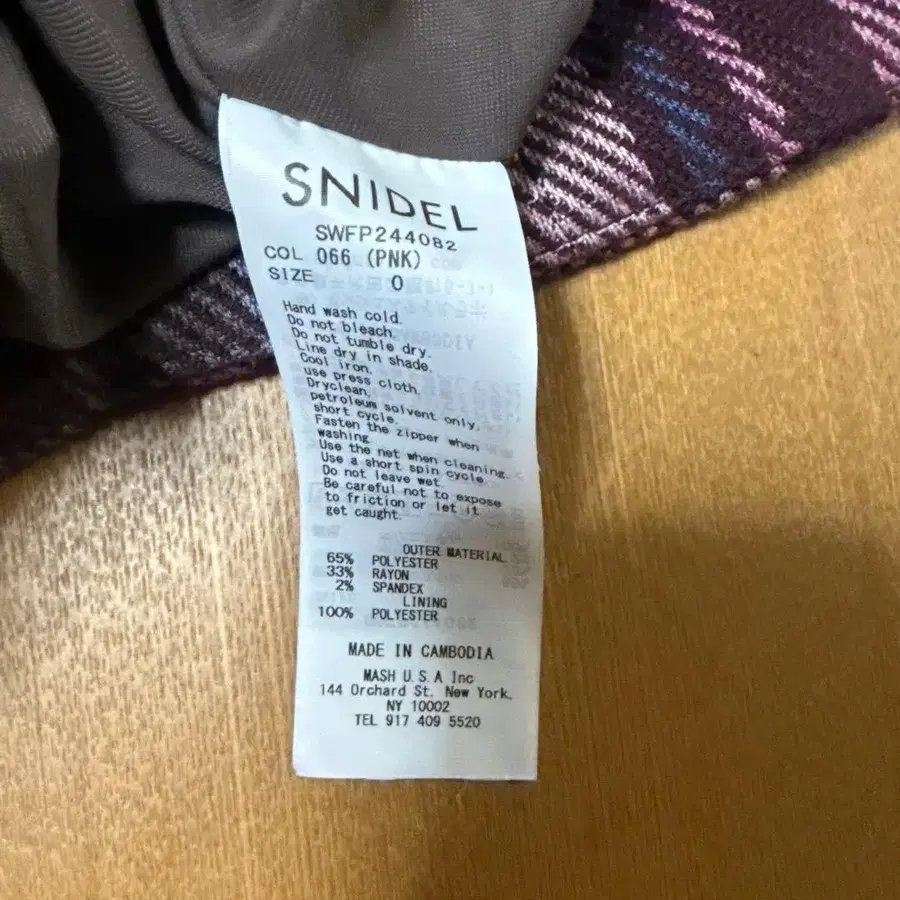 SNIDEL
SWFP244082
COL 066 (PNK)
SIZE 0
Hand wash cold.
Do not bleach.
Do not tumble dry.
Line dry in shade.
Cool iron.
use press cloth.
Dryclean.
petroleum solvent only,
short cycle.
Fasten the zipper when
washing.
Use the net when cleaning.
Use a short spin cycle.
Do not leave wet.
Be careful not to expose
to friction or let it
get caught.
OUTER MATERIAL
65% POLYESTER
33% RAYON
2% SPANDEX
LINING
100% POLYESTER
MADE IN CAMBODIA
MASH U.S.A Inc
144 Orchard St. New York.
NY 10002
TEL 917 409 5520